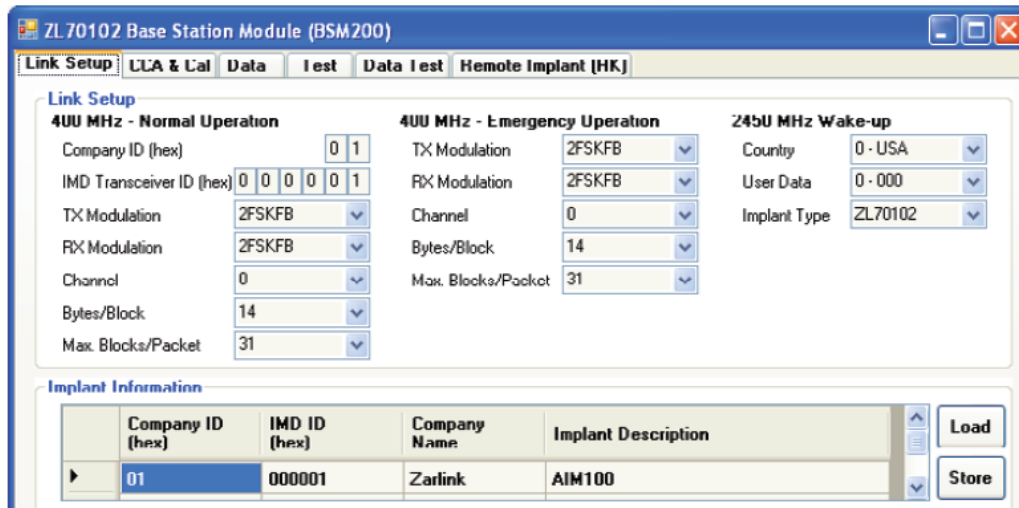 ZL70102 Base Station Module (BSM200)
Link Setup CCA & Cal Data Test Data Test Remote Implant (HK)
Link Setup
400 MHz - Normal Operation
Company ID (hex) 0 1
IMD Transceiver ID (hex) 0 0 0 0 0 1
TX Modulation 2FSKFB
RX Modulation 2FSKFB
Channel 0
Bytes/Block 14
Max. Blocks/Packet 31
400 MHz - Emergency Operation
TX Modulation 2FSKFB
RX Modulation 2FSKFB
Channel 0
Bytes/Block 14
Max. Blocks/Packet 31
2450 MHz Wake-up
Country 0 - USA
User Data 0 - 000
Implant Type ZL70102
Implant Information
Company ID (hex) IMD ID (hex) Company Name Implant Description
01 000001 Zarlink AIM100
Load
Store